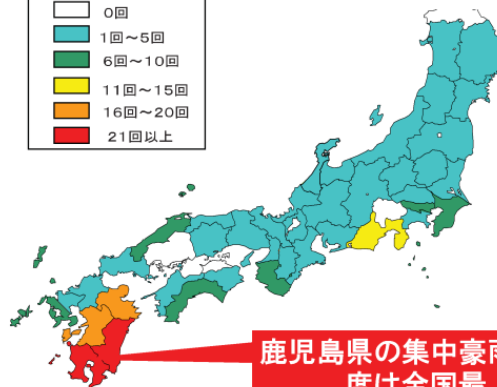 0回
1回～5回
6回～10回
11回～15回
16回～20回
21回以上
鹿児島県の集中豪雨
度は全国最